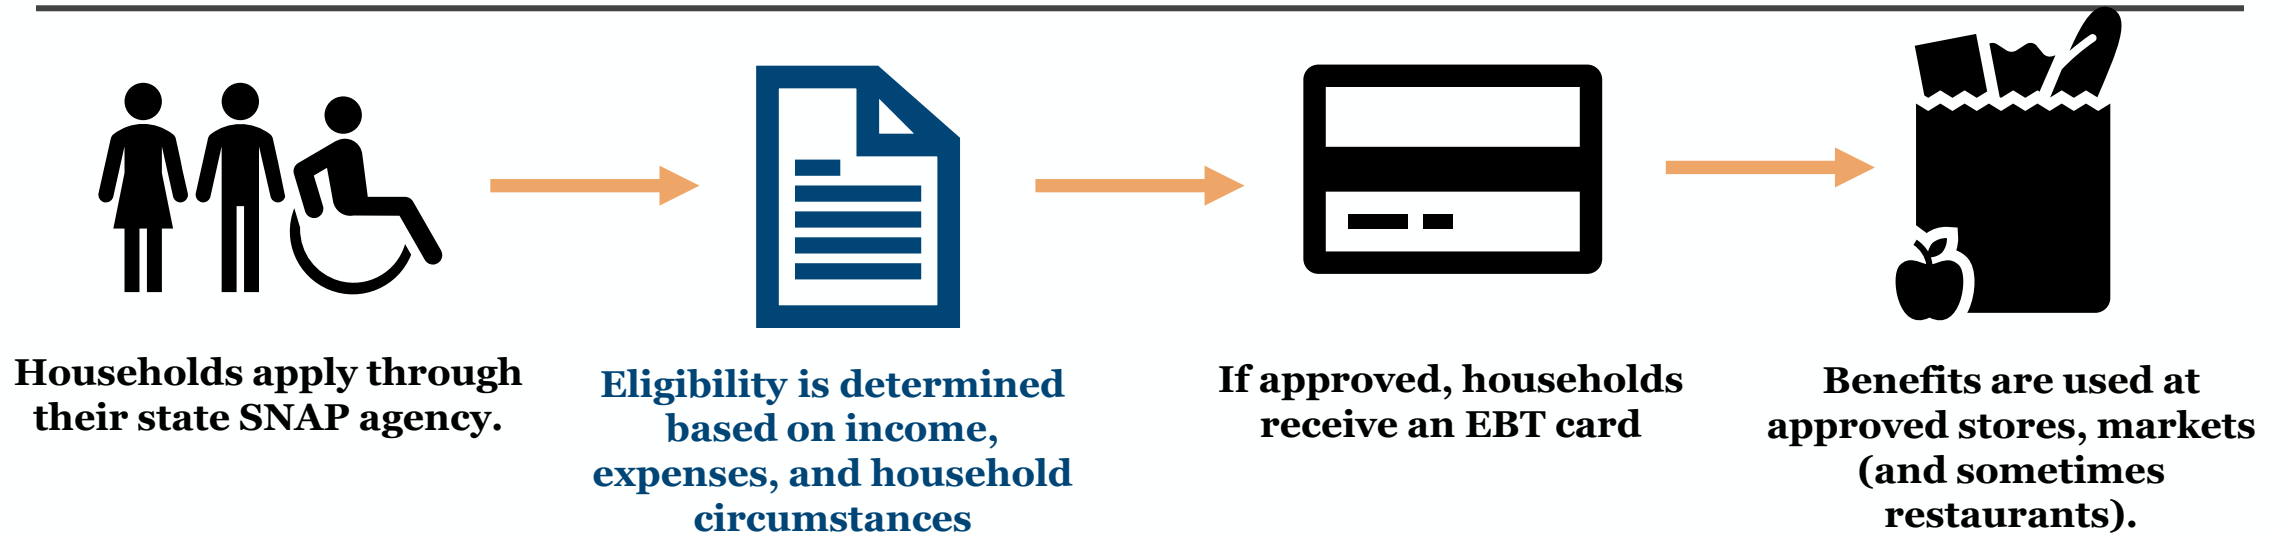 Households apply through
their state SNAP agency.
Eligibility is determined
based on income,
expenses, and household
circumstances
If approved, households
receive an EBT card
Benefits are used at
approved stores, markets
(and sometimes
restaurants).